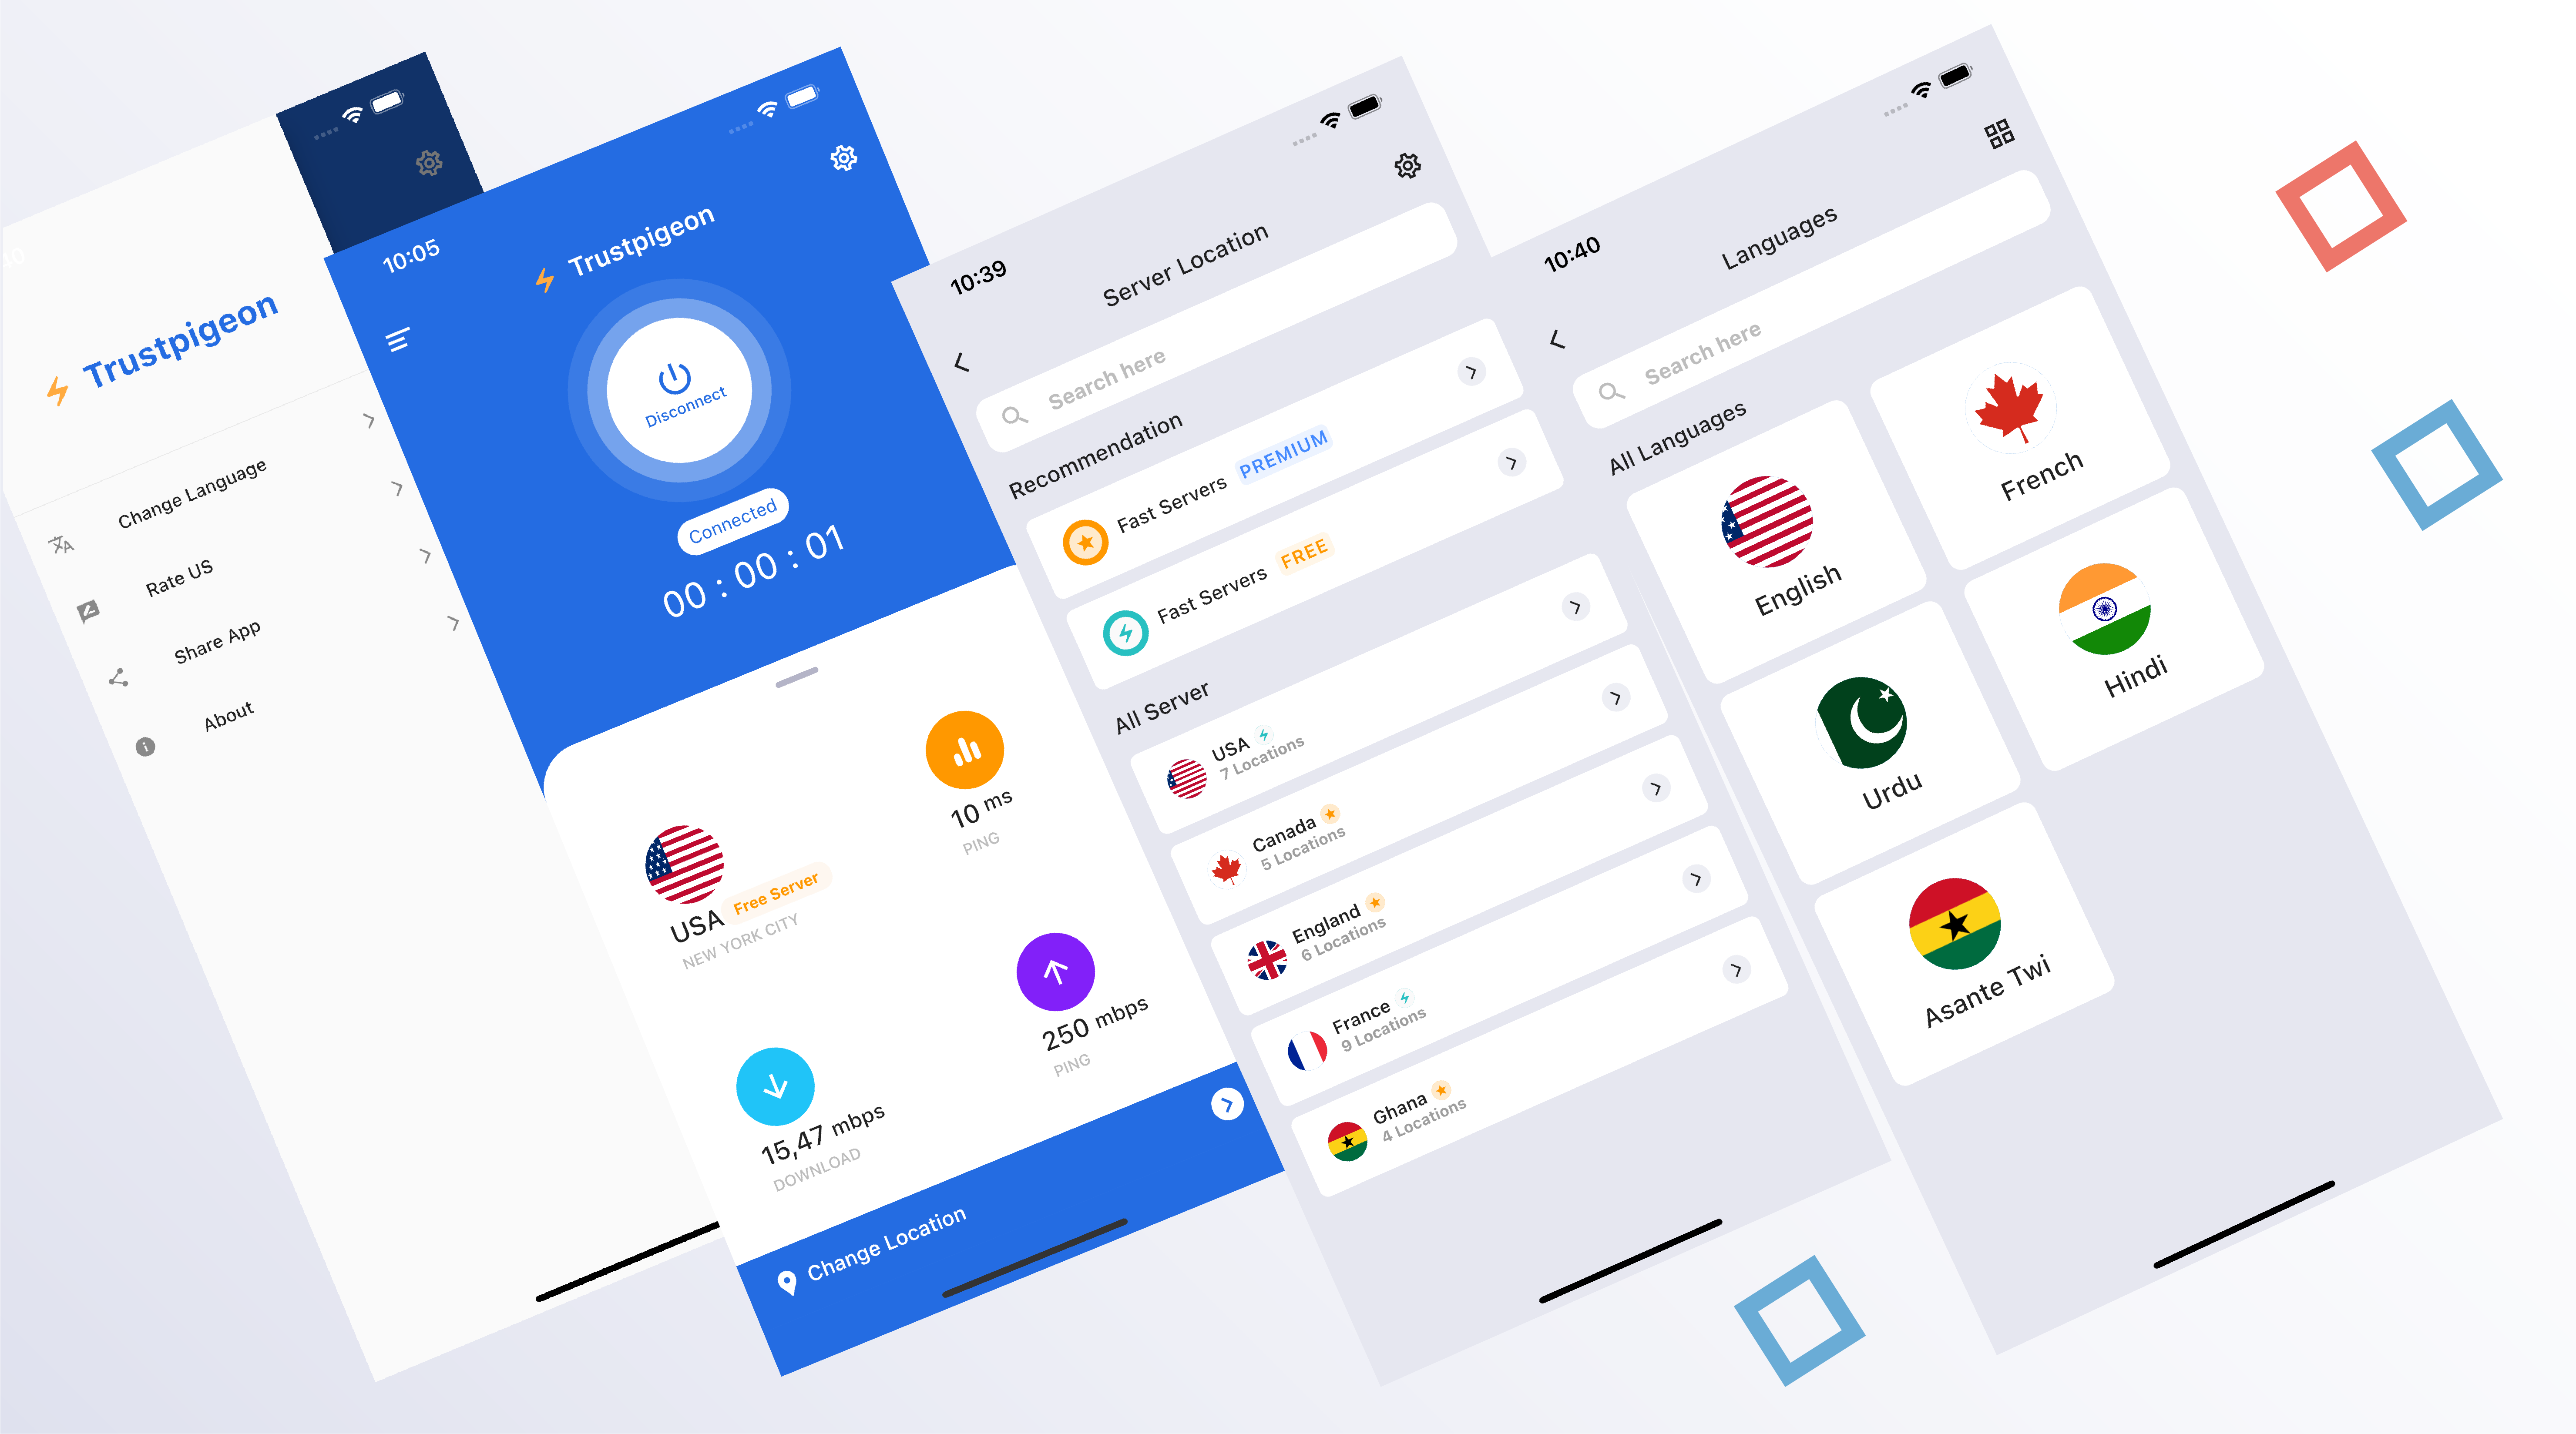 Trustpigeon
Change Language
Rate US
Share App
About
10:05
Trustpigeon
Disconnect
Connected
00 : 00 : 01
USA Free Server
NEW YORK CITY
10 ms
PING
15,47 mbps
DOWNLOAD
250 mbps
PING
Change Location
10:39
Server Location
Search here
Recommendation
Fast Servers PREMIUM
Fast Servers FREE
All Server
USA
7 Locations
Canada
5 Locations
England
6 Locations
France
9 Locations
Ghana
4 Locations
10:40
Languages
Search here
All Languages
English
French
Urdu
Hindi
Asante Twi